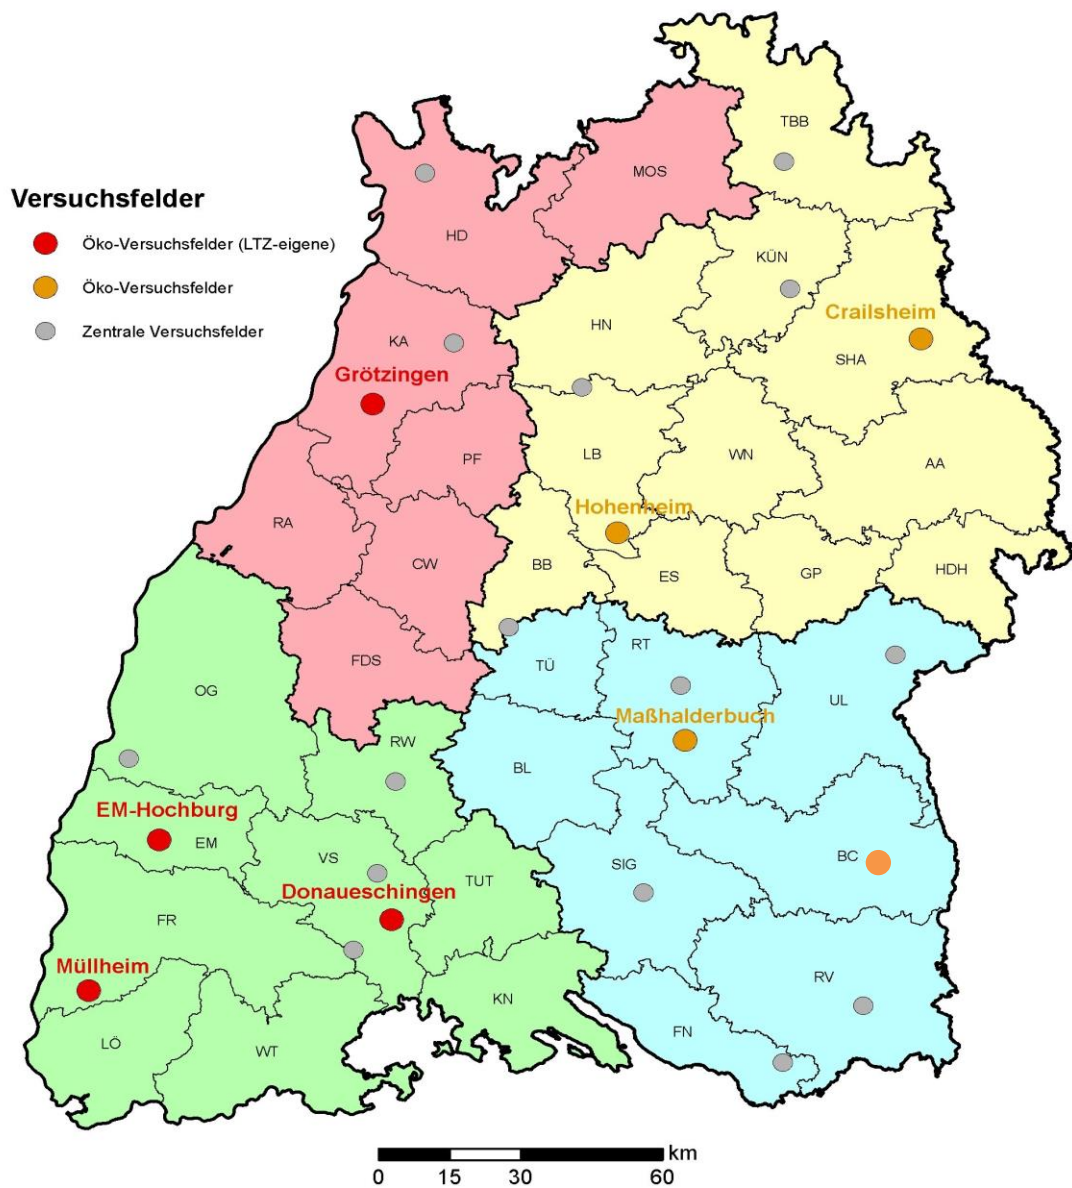 TBB
MOS
Versuchsfelder
Öko-Versuchsfelder (LTZ-eigene)
HD
KÜN
Öko-Versuchsfelder
Crailsheim
Zentrale Versuchsfelder
HN
KA
SHA
Grötzingen
LB
WN
PF
AA
Hohenheim
RA
CW
BB
ES
GP
HDH
RT
FDS
TÜ
OG
UL
Maßhalderbuch
RW
BL
EM-Hochburg
EM
VS
SIG
BC
TUT
Donaueschingen
FR
Müllheim
RV
KN
FN
LÖ
WT
km
0 15 30 60